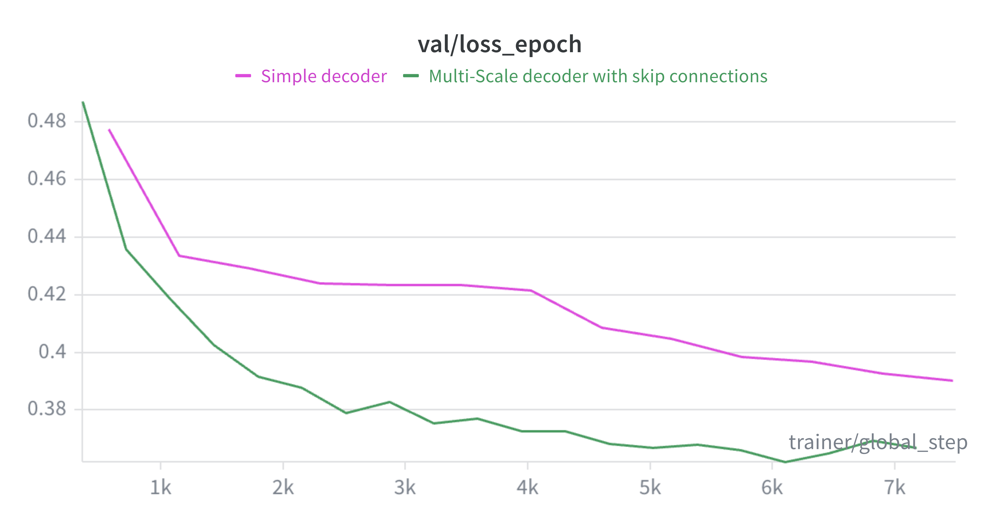 val/loss_epoch
Simple decoder Multi-Scale decoder with skip connections
0.48
0.46
0.44
0.42
0.4
0.38
trainer/global_step
1k 2k 3k 4k 5k 6k 7k